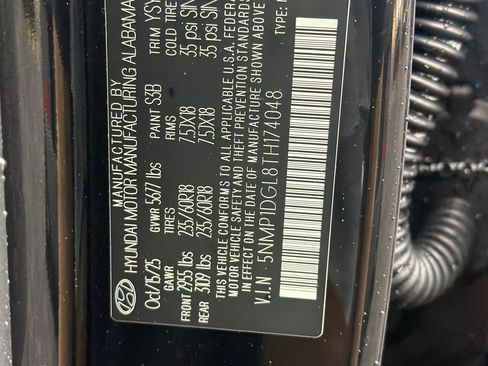 MANUFACTURED BY
HYUNDAI MOTOR MANUFACTURING ALABAMA
Oct/15/25 GVWR 5677 lbs PAINT S3B TRIM
GAWR TIRES RIMS COLD TIRE
FRONT 2955 lbs 235/60R18 7.5JX18 35 psi
REAR 3109 lbs 235/60R18 7.5JX18 35 psi
THIS VEHICLE CONFORMS TO ALL APPLICABLE U.S.A. FEDERAL
MOTOR VEHICLE SAFETY AND THEFT PREVENTION STANDARDS
IN EFFECT ON THE DATE OF MANUFACTURE SHOWN ABOVE
V.I.N : 5NMP1DGL8TH174048 TYPE: